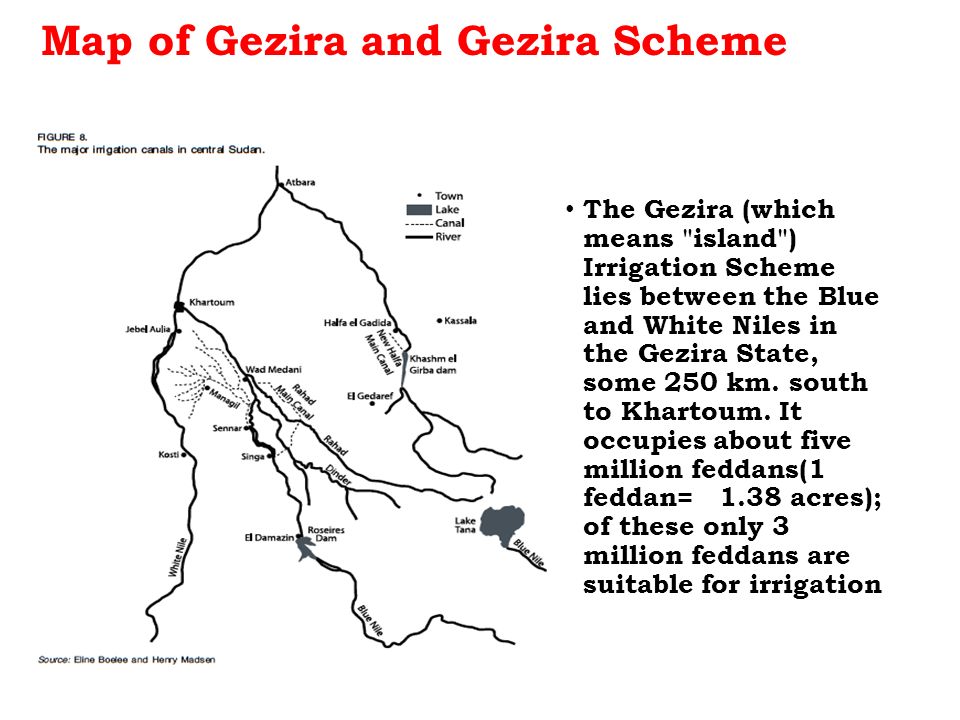 Map of Gezira and Gezira Scheme
FIGURE 8.
The major irrigation canals in central Sudan.
Atbara
Town
Lake
Canal
River
Khartoum
Jebel Aulia
Halfa el Gadida
Kassala
New Halfa
Main Canal
Khashm el
Girba dam
Wad Medani
Rahad
Main Canal
El Gedaref
Managil
Sennar
Rahad
Kosti
Singa
Dinder
Lake
Tana
El Damazin
Roseires
Dam
Blue Nile
White Nile
Blue Nile
Source: Eline Boelee and Henry Madsen
• The Gezira (which
means "island")
Irrigation Scheme
lies between the Blue
and White Niles in
the Gezira State,
some 250 km. south
to Khartoum. It
occupies about five
million feddans(1
feddan= 1.38 acres);
of these only 3
million feddans are
suitable for irrigation